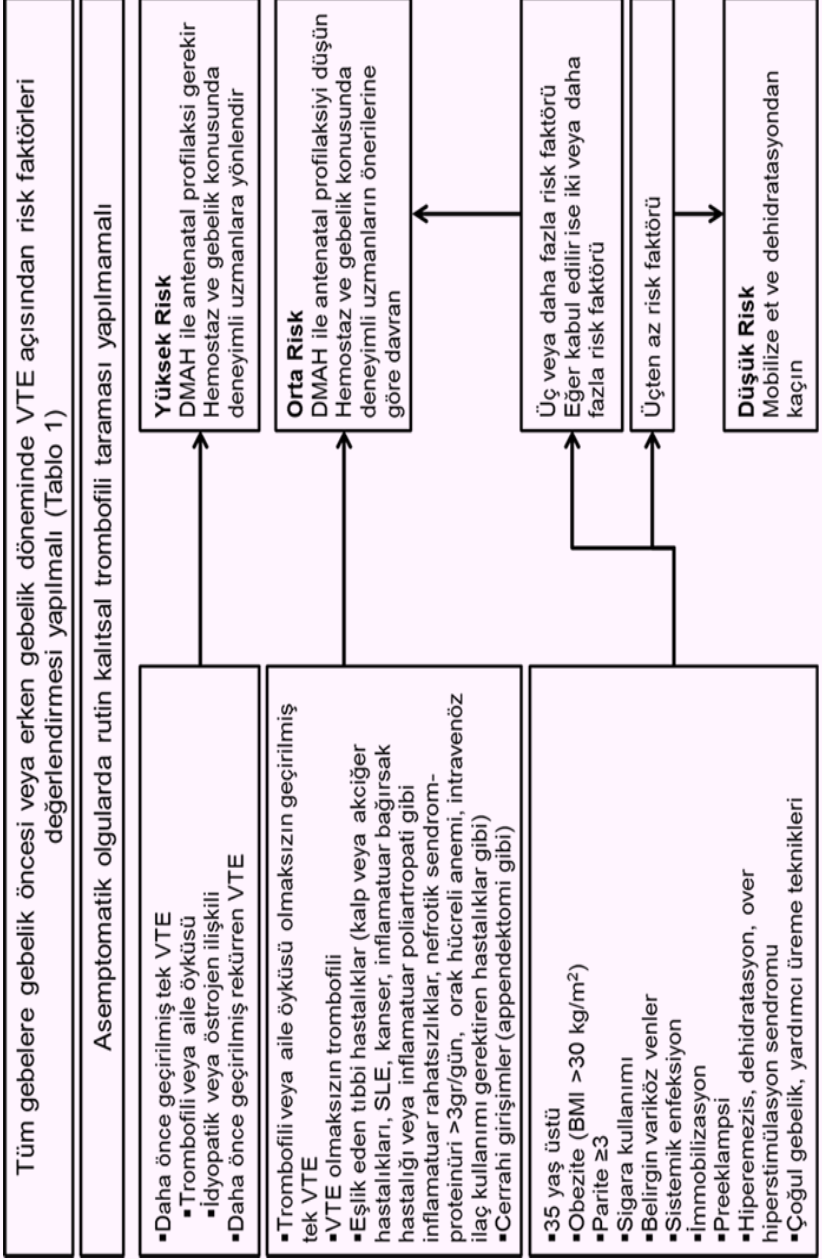 Tüm gebelere gebelik öncesi veya erken gebelik döneminde VTE açısından risk faktörleri
değerlendirmesi yapılmalı (Tablo 1)
Asemptomatik olgularda rutin kalıtsal trombofili taraması yapılmamalı
▪Daha önce geçirilmiş tek VTE
▪Trombofili veya aile öyküsü
▪İdyopatik veya östrojen ilişkili
▪Daha önce geçirilmiş rekürren VTE
Yüksek Risk
DMAH ile antenatal profilaksi gerekir
Hemostaz ve gebelik konusunda
deneyimli uzmanlara yönlendir
▪Trombofili veya aile öyküsü olmaksızın geçirilmiş
tek VTE
▪VTE olmaksızın trombofili
▪Eşlik eden tıbbi hastalıklar (kalp veya akciğer
hastalıkları, SLE, kanser, inflamatuar bağırsak
hastalığı veya inflamatuar poliartropati gibi
inflamatuar rahatsızlıklar, nefrotik sendrom-
proteinüri >3gr/gün, orak hücreli anemi, intravenöz
ilaç kullanımı gerektiren hastalıklar gibi)
▪Cerrahi girişimler (appendektomi gibi)
Orta Risk
DMAH ile antenatal profilaksiyi düşün
Hemostaz ve gebelik konusunda
deneyimli uzmanların önerilerine
göre davran
▪35 yaş üstü
▪Obezite (BMI >30 kg/m²)
▪Parite ≥3
▪Sigara kullanımı
▪Belirgin variköz venler
▪Sistemik enfeksiyon
▪İmmobilizasyon
▪Preeklampsi
▪Hiperemezis, dehidratasyon, over
hiperstimülasyon sendromu
▪Çoğul gebelik, yardımcı üreme teknikleri
Üç veya daha fazla risk faktörü
Eğer kabul edilir ise iki veya daha
fazla risk faktörü
Üçten az risk faktörü
Düşük Risk
Mobilize et ve dehidratasyondan
kaçın